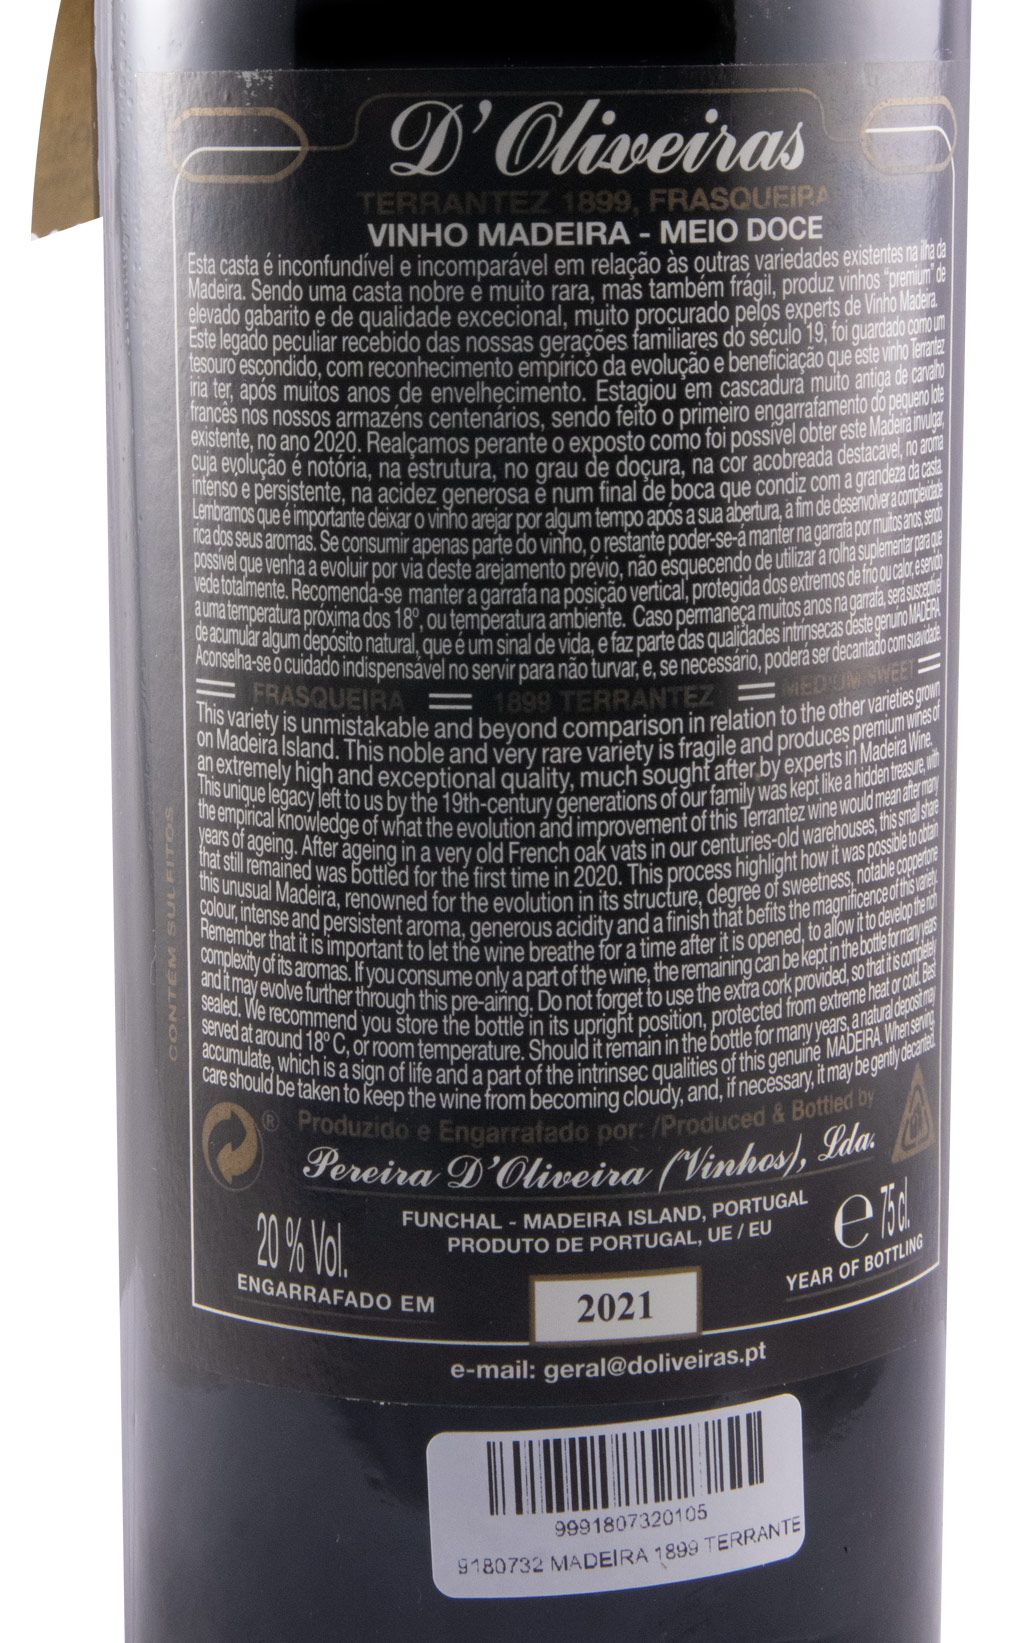 D'Oliveiras
TERRANTEZ 1899, FRASQUEIRA
VINHO MADEIRA - MEIO DOCE
Esta casta é inconfundível e incomparável em relação às outras variedades existentes na ilha da
Madeira. Sendo uma casta nobre e muito rara, mas também frágil, produz vinhos "premium" de
elevado gabarito e de qualidade excecional, muito procurado pelos experts de Vinho Madeira.
Este legado peculiar recebido das nossas gerações familiares do século 19, foi guardado como um
tesouro escondido, com reconhecimento empírico da evolução e beneficiação que este vinho Terrantez
iria ter, após muitos anos de envelhecimento. Estagiou em cascadura muito antiga de carvalho
francês nos nossos armazéns centenários, sendo feito o primeiro engarrafamento do pequeno lote
existente, no ano 2020. Realçamos perante o exposto como foi possível obter este Madeira invulgar,
cuja evolução é notória, na estrutura, no grau de doçura, na cor acobreada destacável, no aroma
intenso e persistente, na acidez generosa e num final de boca que condiz com a grandeza da casta.
Lembramos que é importante deixar o vinho arejar por algum tempo após a sua abertura, a fim de desenvolver a complexidade
rica dos seus aromas. Se consumir apenas parte do vinho, o restante poder-se-á manter na garrafa por muitos anos, sendo
possível que venha a evoluir por via deste arejamento prévio, não esquecendo de utilizar a rolha suplementar para que
vede totalmente. Recomenda-se manter a garrafa na posição vertical, protegida dos extremos de frio ou calor, e servido
a uma temperatura próxima dos 18º, ou temperatura ambiente. Caso permaneça muitos anos na garrafa, sera susceptível
de acumular algum depósito natural, que é um sinal de vida, e faz parte das qualidades intrínsecas deste genuíno MADEIRA.
Aconselha-se o cuidado indispensável no servir para não turvar, e, se necessário, poderá ser decantado com suavidade.
FRASQUEIRA 1899 TERRANTEZ MEDIUM SWEET
This variety is unmistakable and beyond comparison in relation to the other varieties grown
on Madeira Island. This noble and very rare variety is fragile and produces premium wines of
an extremely high and exceptional quality, much sought after by experts in Madeira Wine.
This unique legacy left to us by the 19th-century generations of our family was kept like a hidden treasure, with
the empirical knowledge of what the evolution and improvement of this Terrantez wine would mean after many
years of ageing. After ageing in a very old French oak vats in our centuries-old warehouses, this small share
that still remained was bottled for the first time in 2020. This process highlight how it was possible to obtain
this unusual Madeira, renowned for the evolution in its structure, degree of sweetness, notable coppertone
colour, intense and persistent aroma, generous acidity and a finish that befits the magnificence of this variety.
Remember that it is important to let the wine breathe for a time after it is opened, to allow it to develop the rich
complexity of its aromas. If you consume only a part of the wine, the remaining can be kept in the bottle for many years
and it may evolve further through this pre-airing. Do not forget to use the extra cork provided, so that it is completely
sealed. We recommend you store the bottle in its upright position, protected from extreme heat or cold. Best
served at around 18º C, or room temperature. Should it remain in the bottle for many years, a natural deposit may
accumulate, which is a sign of life and a part of the intrinsec qualities of this genuine MADEIRA. When serving,
care should be taken to keep the wine from becoming cloudy, and, if necessary, it may be gently decanted.
CONTÉM SULFITOS
® Produzido e Engarrafado por: /Produced & Bottled by
Pereira D'Oliveira (Vinhos), Lda.
FUNCHAL - MADEIRA ISLAND, PORTUGAL
PRODUTO DE PORTUGAL, UE / EU
20 % Vol.
℮ 75 cl.
ENGARRAFADO EM
2021
YEAR OF BOTTLING
e-mail: geral@doliveiras.pt
9991807320105
9180732 MADEIRA 1899 TERRANTE